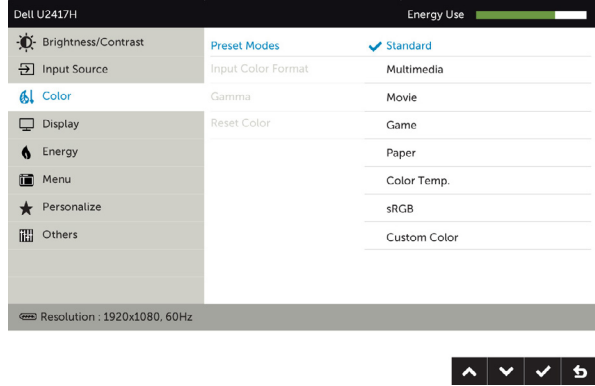 Dell U2417H Energy Use
Brightness/Contrast Preset Modes Standard
Input Source Input Color Format Multimedia
Color Gamma Movie
Display Reset Color Game
Energy Paper
Menu Color Temp.
Personalize sRGB
Others Custom Color
Resolution : 1920x1080, 60Hz